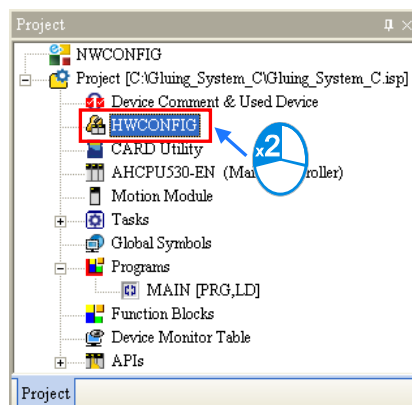 Project
NWCONFIG
Project [C:\Gluing_System_C\Gluing_System_C.isp]
Device Comment & Used Device
HWCONFIG
CARD Utility
x2
AHCPU530-EN (Ma roller)
Motion Module
Tasks
Global Symbols
Programs
MAIN [PRG,LD]
Function Blocks
Device Monitor Table
APIs
Project